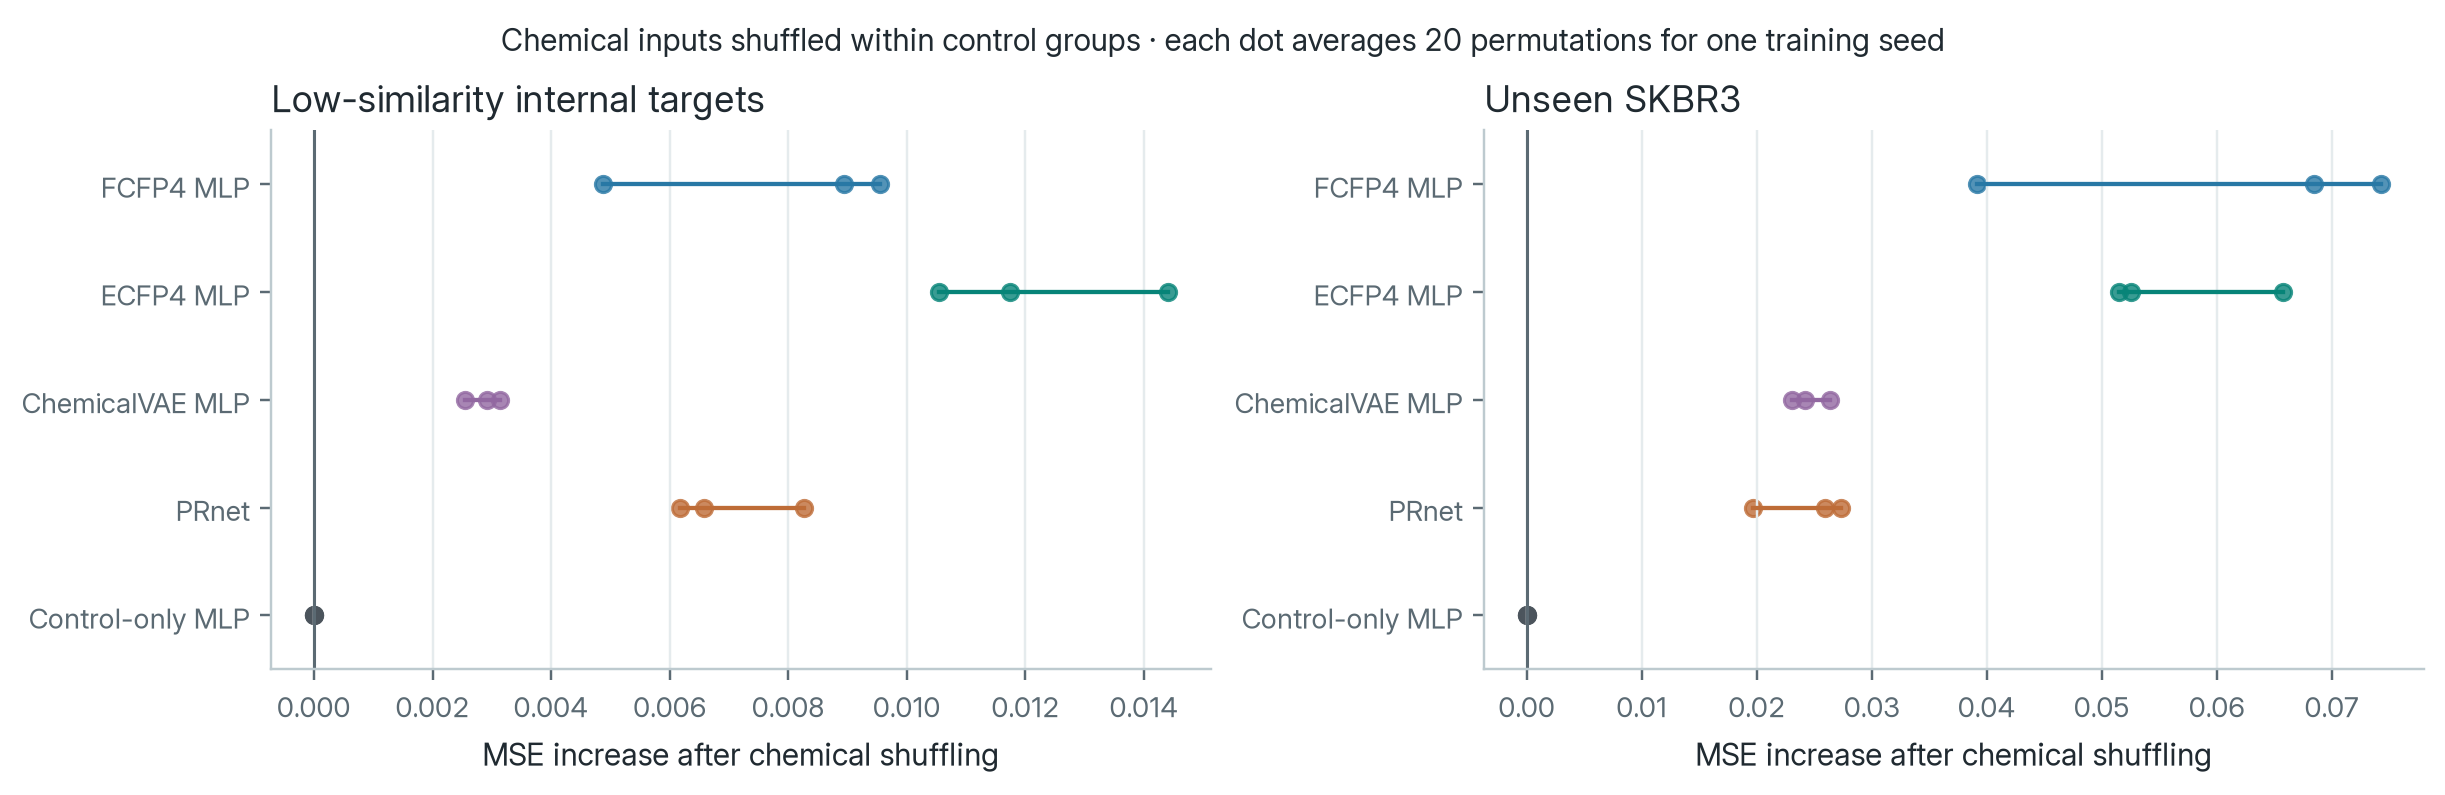 Chemical inputs shuffled within control groups · each dot averages 20 permutations for one training seed
Low-similarity internal targets
FCFP4 MLP
ECFP4 MLP
ChemicalVAE MLP
PRnet
Control-only MLP
0.000 0.002 0.004 0.006 0.008 0.010 0.012 0.014
MSE increase after chemical shuffling
Unseen SKBR3
FCFP4 MLP
ECFP4 MLP
ChemicalVAE MLP
PRnet
Control-only MLP
0.00 0.01 0.02 0.03 0.04 0.05 0.06 0.07
MSE increase after chemical shuffling